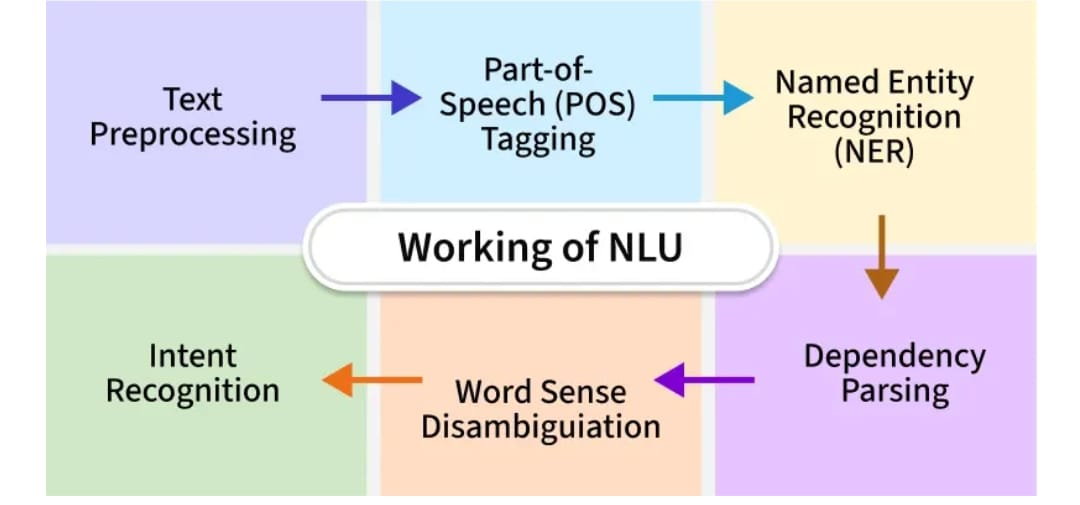 Text
Preprocessing
Part-of-
Speech (POS)
Tagging
Named Entity
Recognition
(NER)
Working of NLU
Intent
Recognition
Word Sense
Disambiguiation
Dependency
Parsing